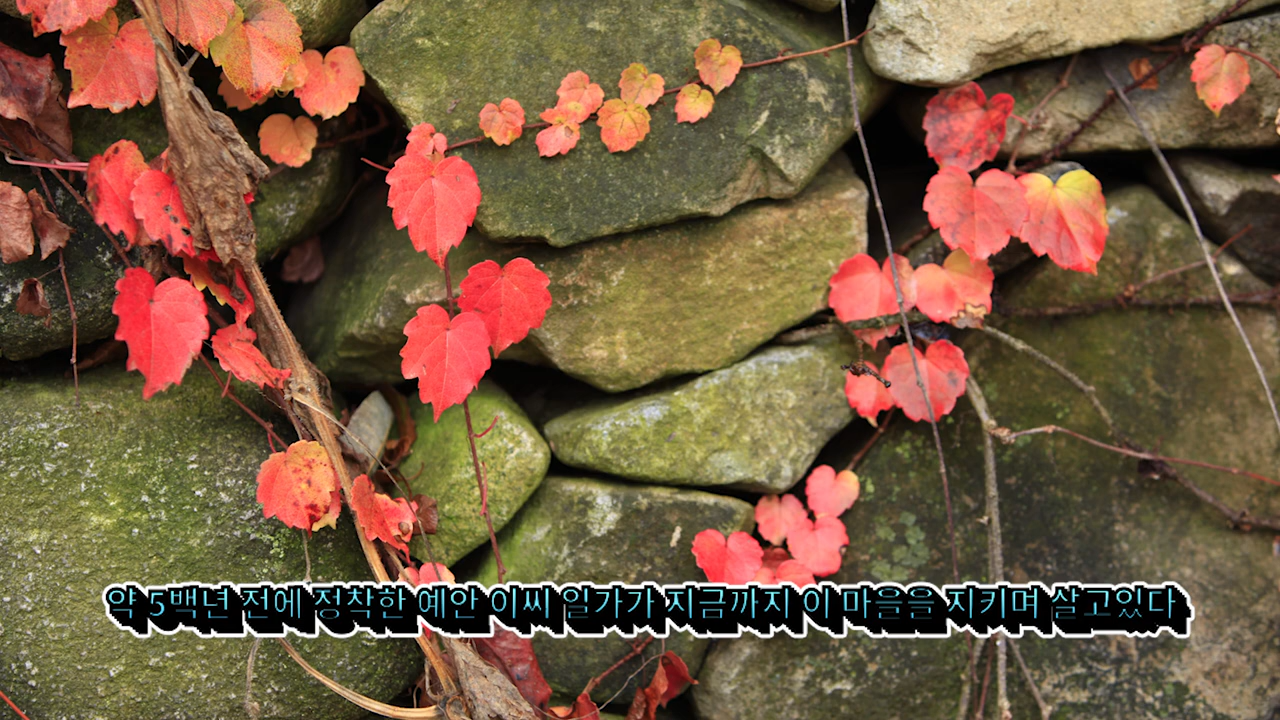 약 5백년 전에 정착한 예안 이씨 일가가 지금까지 이 마을을 지키며 살고있다